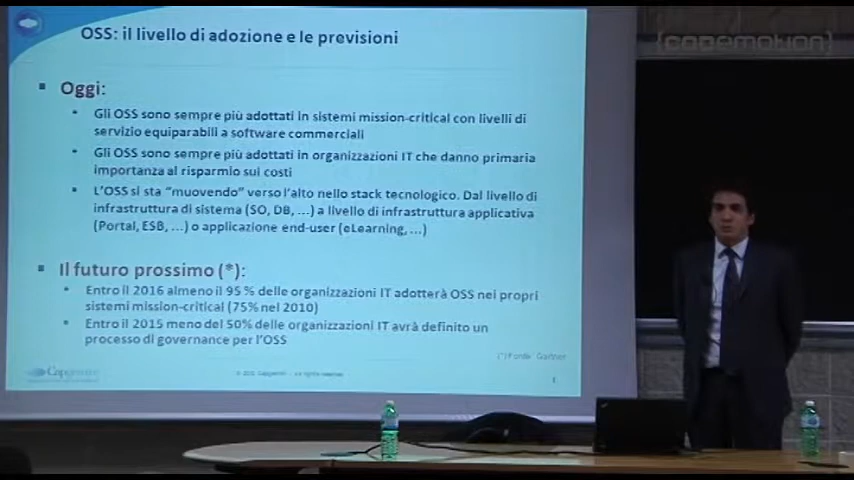 {codemotion}
OSS: il livello di adozione e le previsioni
Oggi:
Gli OSS sono sempre più adottati in sistemi mission-critical con livelli di
servizio equiparabili a software commerciali
Gli OSS sono sempre più adottati in organizzazioni IT che danno primaria
importanza al risparmio sui costi
L'OSS si sta "muovendo" verso l'alto nello stack tecnologico. Dal livello di
infrastruttura di sistema (SO, DB, ...) a livello di infrastruttura applicativa
(Portal, ESB, ...) o applicazione end-user (eLearning,...)
Il futuro prossimo (*):
Entro il 2016 almeno il 95% delle organizzazioni IT adotterà OSS nei propri
sistemi mission-critical (75% nel 2010)
Entro il 2015 meno del 50% delle organizzazioni IT avrà definito un
processo di governance per l'OSS
(*) Fonte: Gartner
Capgemini